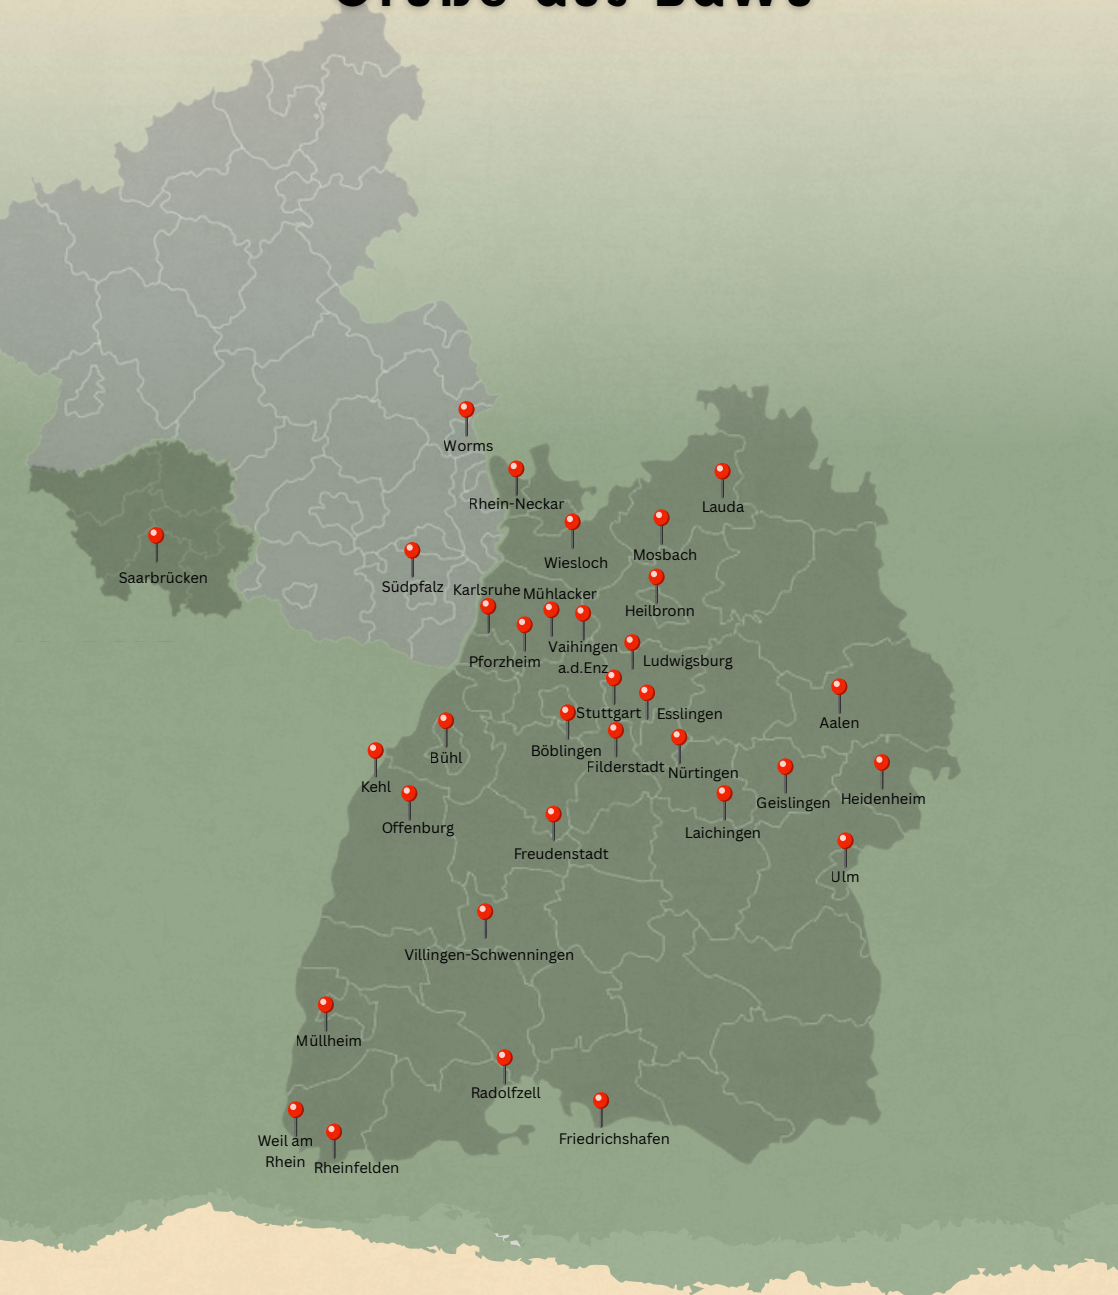 Worms
Rhein-Neckar
Lauda
Wiesloch
Mosbach
Saarbrücken
Südpfalz
Karlsruhe
Mühlacker
Heilbronn
Vaihingen
a.d.Enz
Pforzheim
Ludwigsburg
Stuttgart
Esslingen
Aalen
Böblingen
Bühl
Filderstadt
Nürtingen
Kehl
Geislingen
Heidenheim
Offenburg
Laichingen
Freudenstadt
Ulm
Villingen-Schwenningen
Müllheim
Radolfzell
Friedrichshafen
Weil am
Rhein
Rheinfelden